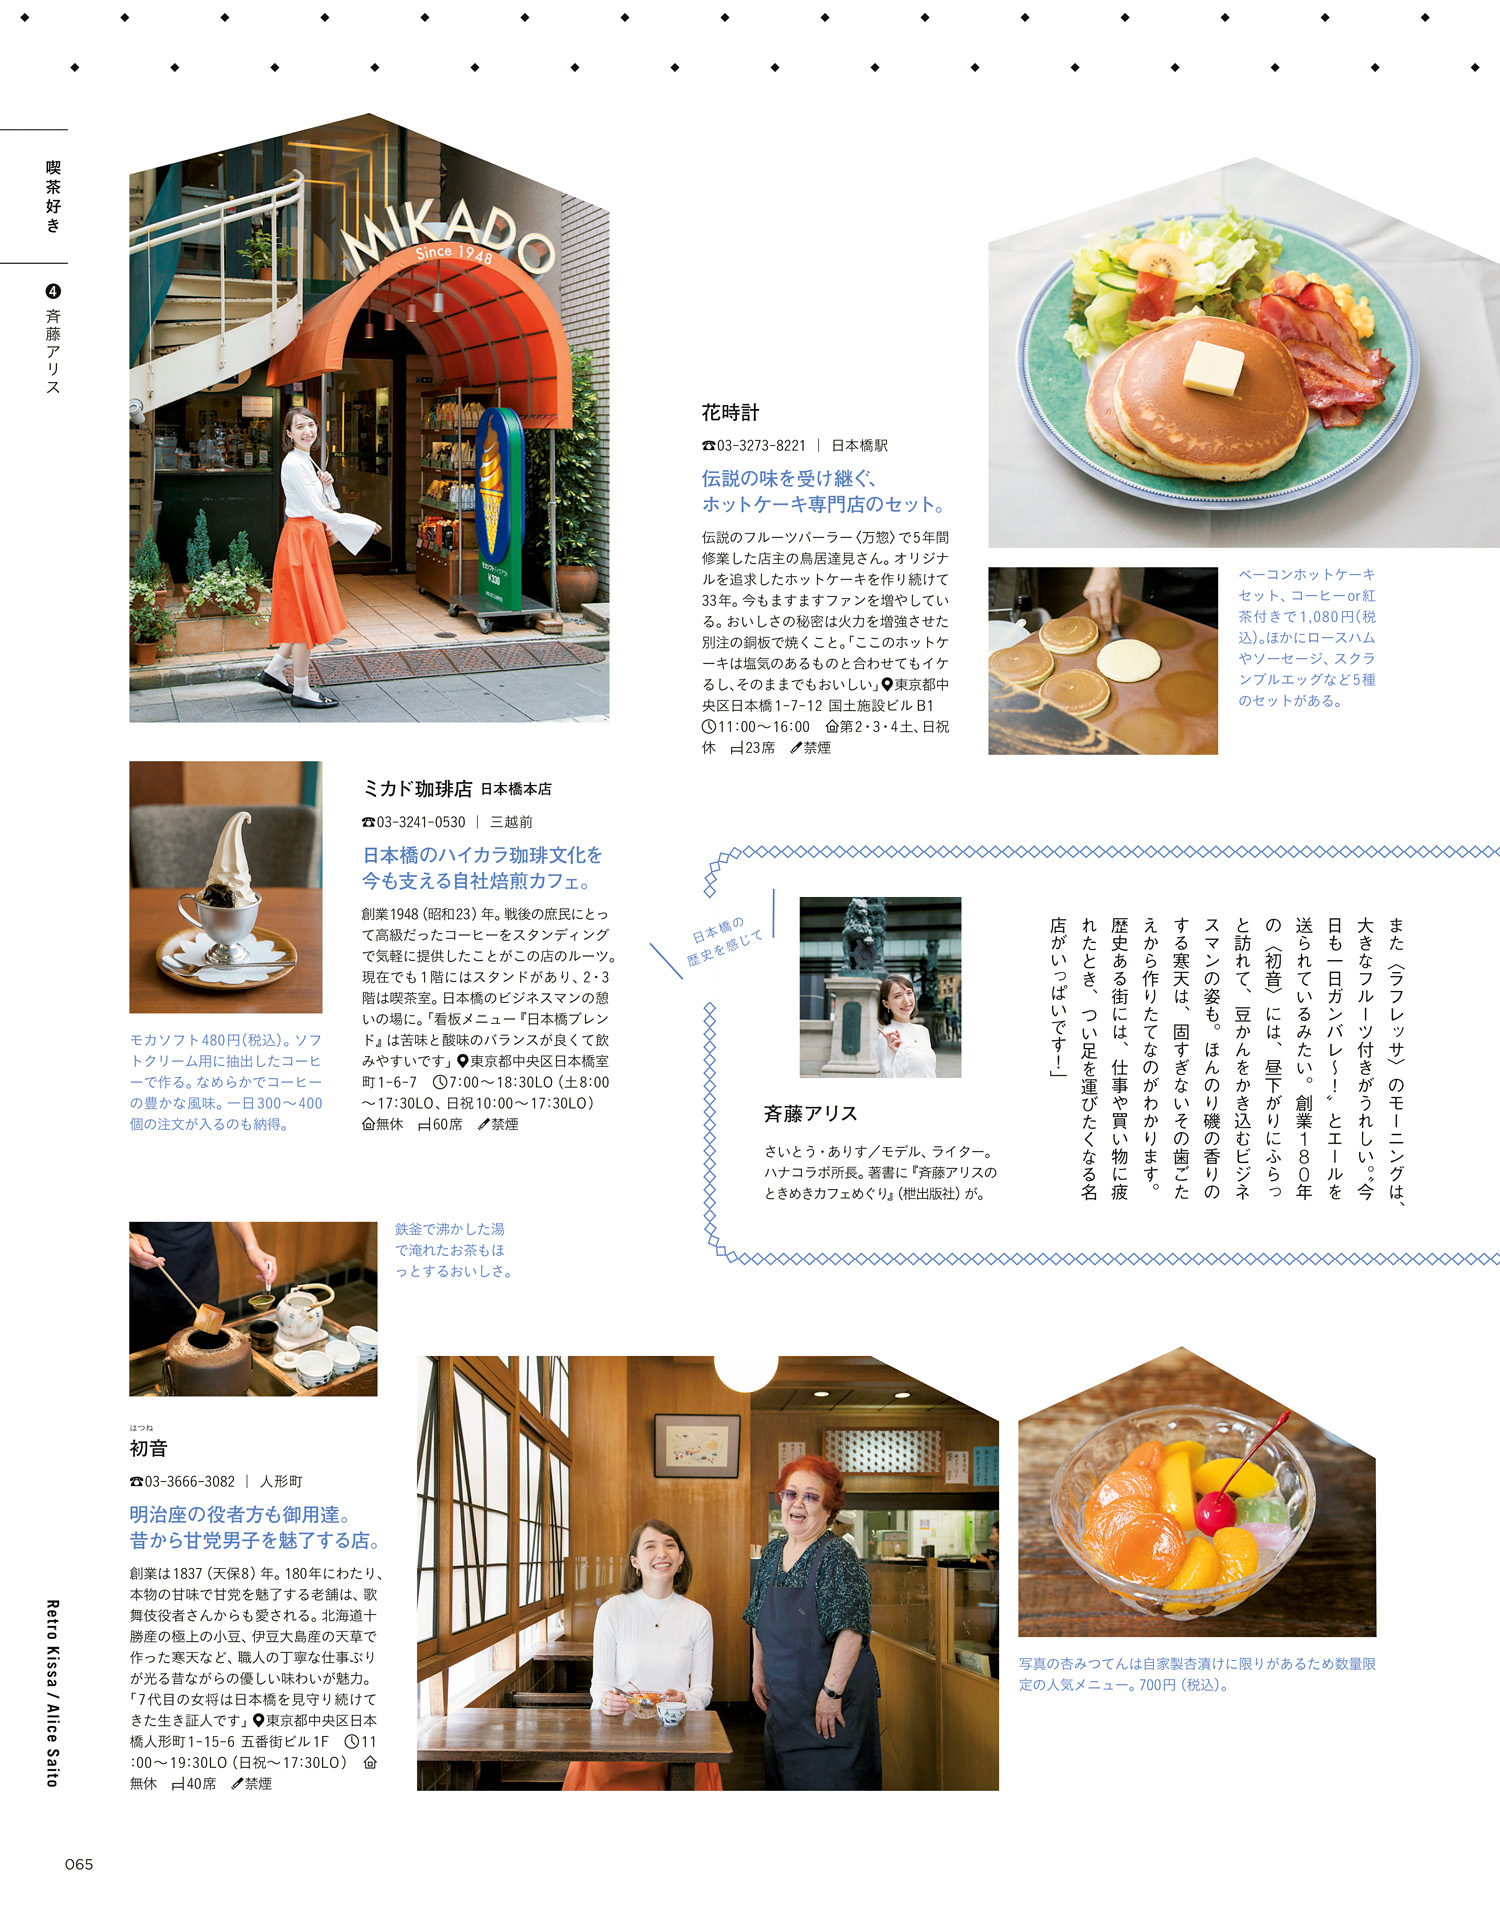 喫茶好き
❹ 斉藤アリス
MIKADO
Since 1948
¥330
花時計
☎03-3273-8221 | 日本橋駅
伝説の味を受け継ぐ、
ホットケーキ専門店のセット。
伝説のフルーツパーラー〈万惣〉で5年間
修業した店主の鳥居達見さん。オリジナ
ルを追求したホットケーキを作り続けて
33年。今もますますファンを増やしてい
る。おいしさの秘密は火力を増強させた
別注の銅板で焼くこと。「ここのホットケ
ーキは塩気のあるものと合わせてもイケ
るし、そのままでもおいしい」東京都中
央区日本橋1-7-12 国土施設ビルB1
11:00〜16:00 第2・3・4土、日祝
休 23席 禁煙
ベーコンホットケーキ
セット、コーヒーor紅
茶付きで1,080円(税
込)。ほかにロースハム
やソーセージ、スクラ
ンブルエッグなど5種
のセットがある。
ミカド珈琲店 日本橋本店
☎03-3241-0530 | 三越前
日本橋のハイカラ珈琲文化を
今も支える自社焙煎カフェ。
創業1948(昭和23)年。戦後の庶民にとっ
て高級だったコーヒーをスタンディング
で気軽に提供したことがこの店のルーツ。
現在でも1階にはスタンドがあり、2・3
階は喫茶室。日本橋のビジネスマンの憩
いの場に。「看板メニュー『日本橋ブレン
ド』は苦味と酸味のバランスが良くて飲
みやすいです」東京都中央区日本橋室
町1-6-7 7:00〜18:30LO(土8:00
〜17:30LO、日祝10:00〜17:30LO)
無休 60席 禁煙
モカソフト480円(税込)。ソフ
トクリーム用に抽出したコーヒ
ーで作る。なめらかでコーヒー
の豊かな風味。一日300〜400
個の注文が入るのも納得。
日本橋の
歴史を感じて
また〈ラフレッサ〉のモーニングは、
大きなフルーツ付きがうれしい。〝今
日も一日ガンバレ〜!〟とエールを
送られているみたい。創業180年
の〈初音〉には、昼下がりにふらっ
と訪れて、豆かんをかき込むビジネ
スマンの姿も。ほんのり磯の香りの
する寒天は、固すぎないその歯ごた
えから作りたてなのがわかります。
歴史ある街には、仕事や買い物に疲
れたとき、つい足を運びたくなる名
店がいっぱいです!」
斉藤アリス
さいとう・ありす/モデル、ライター。
ハナコラボ所長。著書に『斉藤アリスの
ときめきカフェめぐり』(枻出版社)が。
鉄釜で沸かした湯
で淹れたお茶もほ
っとするおいしさ。
はつね
初音
☎03-3666-3082 | 人形町
明治座の役者方も御用達。
昔から甘党男子を魅了する店。
創業は1837(天保8)年。180年にわたり、
本物の甘味で甘党を魅了する老舗は、歌
舞伎役者さんからも愛される。北海道十
勝産の極上の小豆、伊豆大島産の天草で
作った寒天など、職人の丁寧な仕事ぶり
が光る昔ながらの優しい味わいが魅力。
「7代目の女将は日本橋を見守り続けて
きた生き証人です」東京都中央区日本
橋人形町1-15-6 五番街ビル1F 11
:00〜19:30LO(日祝〜17:30LO)
無休 40席 禁煙
写真の杏みつてんは自家製杏漬けに限りがあるため数量限
定の人気メニュー。700円(税込)。
Retro Kissa / Alice Saito
065